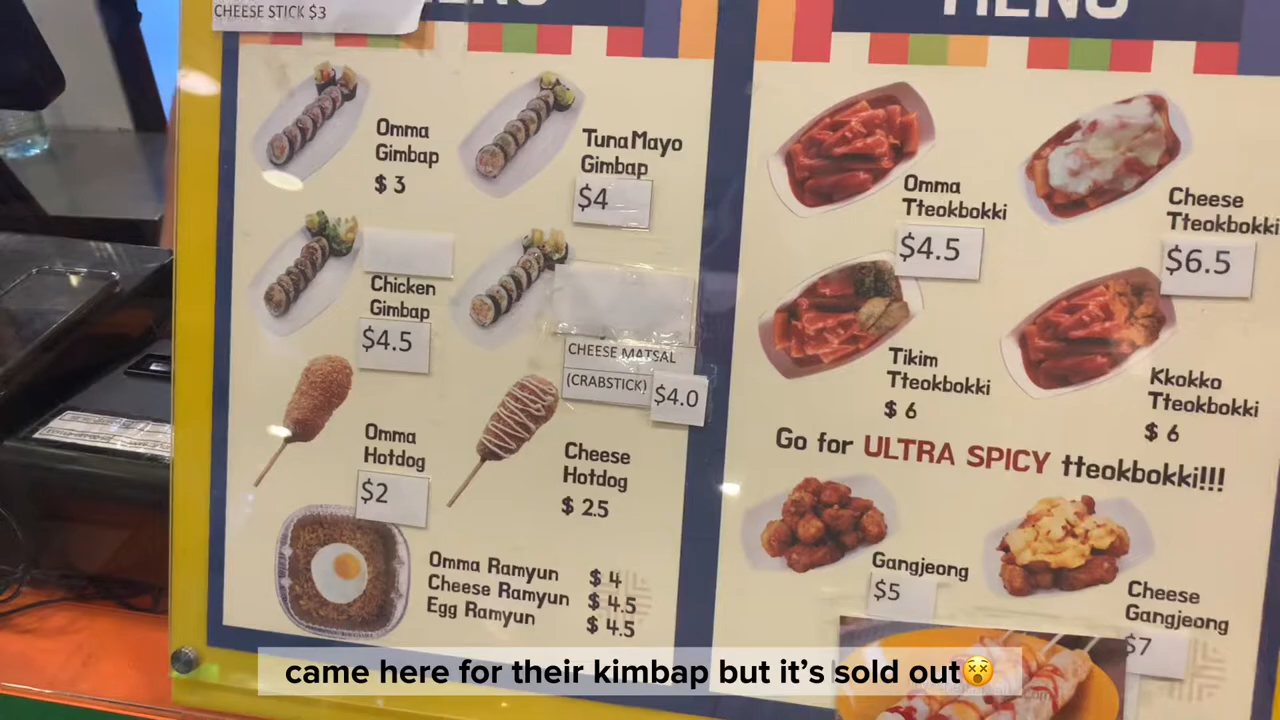 CHEESE STICK $3
MENU
Omma
Gimbap
$ 3
TunaMayo
Gimbap
$4
Chicken
Gimbap
$4.5
CHEESE MATSAL
(CRABSTICK)
$4.0
Omma
Hotdog
$2
Cheese
Hotdog
$ 2.5
Omma Ramyun $ 4
Cheese Ramyun $ 4.5
Egg Ramyun $ 4.5
MENU
Omma
Tteokbokki
$4.5
Cheese
Tteokbokki
$6.5
Tikim
Tteokbokki
$ 6
Kkokko
Tteokbokki
$ 6
Go for ULTRA SPICY tteokbokki!!!
Gangjeong
$5
Cheese
Gangjeong
$7
came here for their kimbap but it's sold out😵